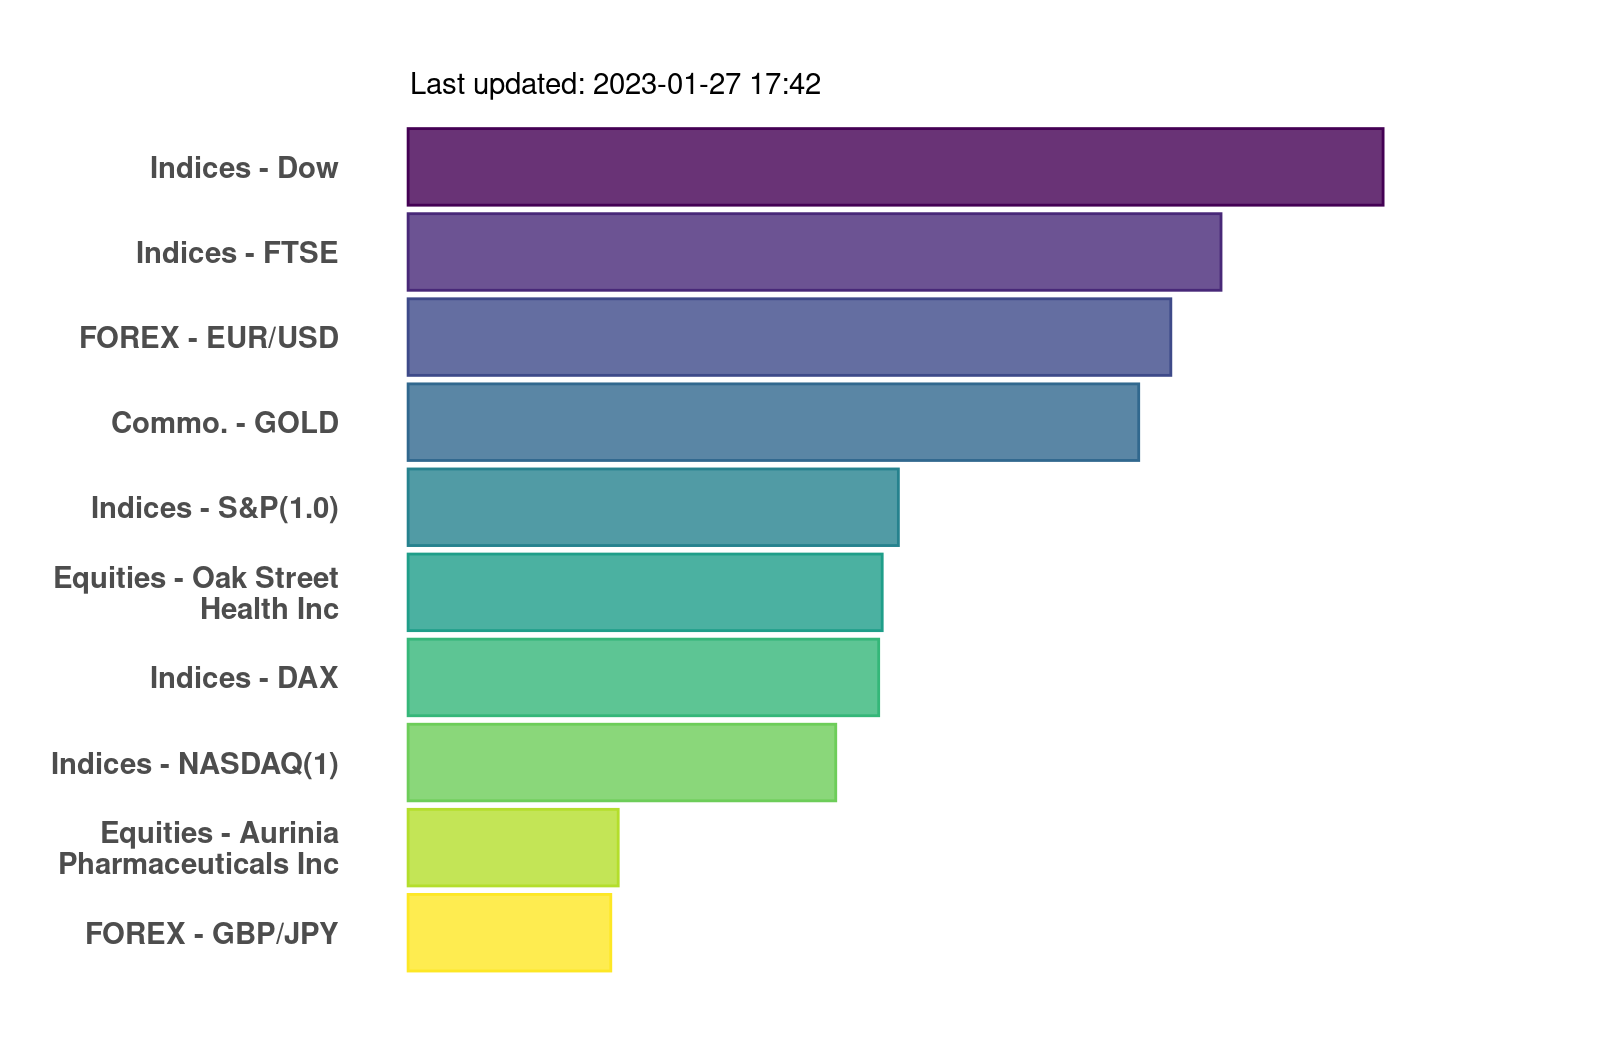 Last updated: 2023-01-27 17:42
Indices - Dow
Indices - FTSE
FOREX - EUR/USD
Commo. - GOLD
Indices - S&P(1.0)
Equities - Oak Street
Health Inc
Indices - DAX
Indices - NASDAQ(1)
Equities - Aurinia
Pharmaceuticals Inc
FOREX - GBP/JPY